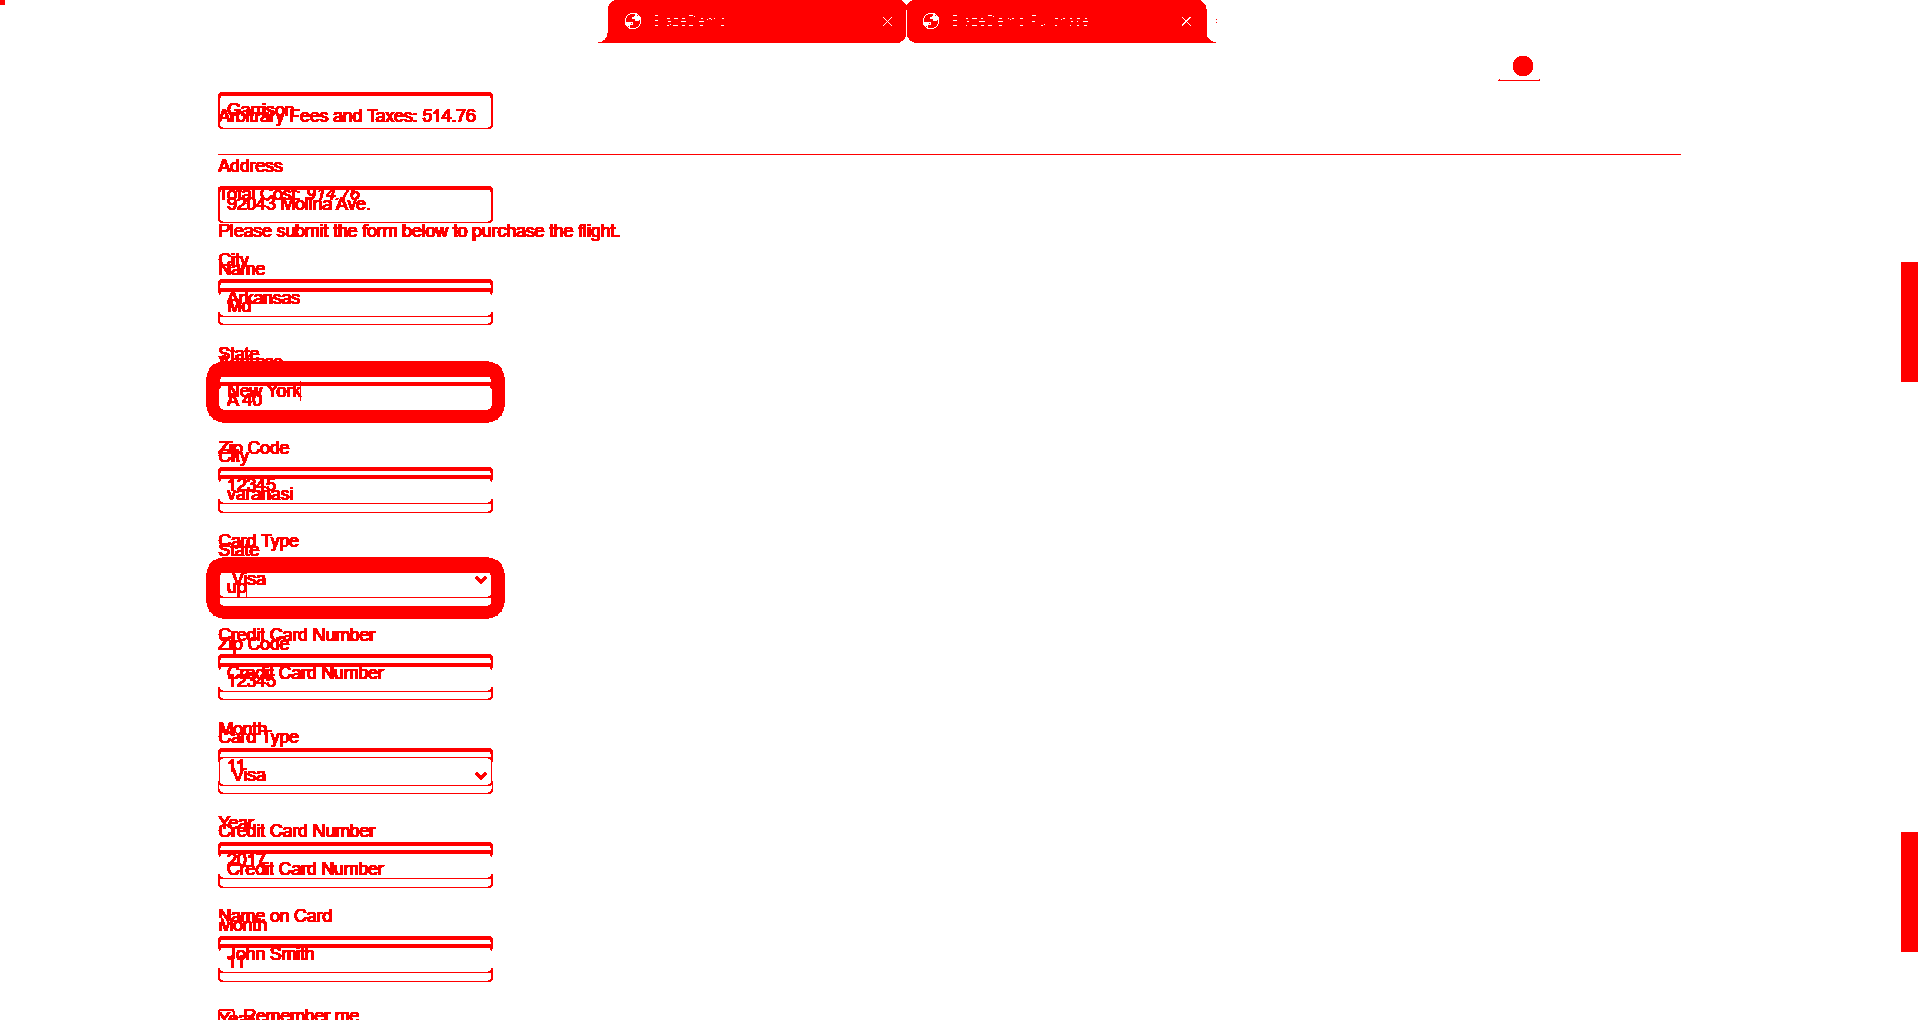 BlazeDemo BlazeDemo Purchase
Garrison
Arbitrary Fees and Taxes: 514.76
Address
Total Cost: 914.76
92043 Molina Ave.
Please submit the form below to purchase the flight.
City
Name
Arkansas
Md
State
Address
New York
A 40
Zip Code
City
12345
varanasi
Card Type
State
Visa
up
Credit Card Number
Zip Code
Credit Card Number
12345
Month
Card Type
11
Visa
Year
Credit Card Number
2017
Credit Card Number
Name on Card
Month
John Smith
11
Remember me
Year